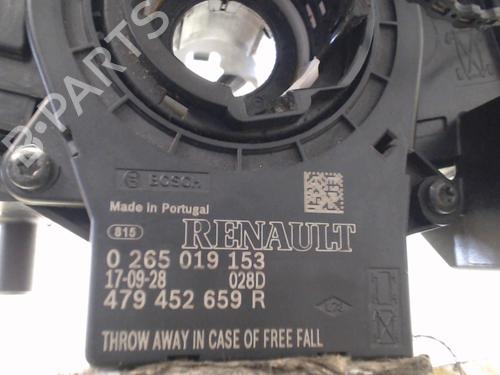 B-PARTS
BOSCH
Made in Portugal
815
RENAULT
0 265 019 153
17-09-28 028D
479 452 659 R
THROW AWAY IN CASE OF FREE FALL